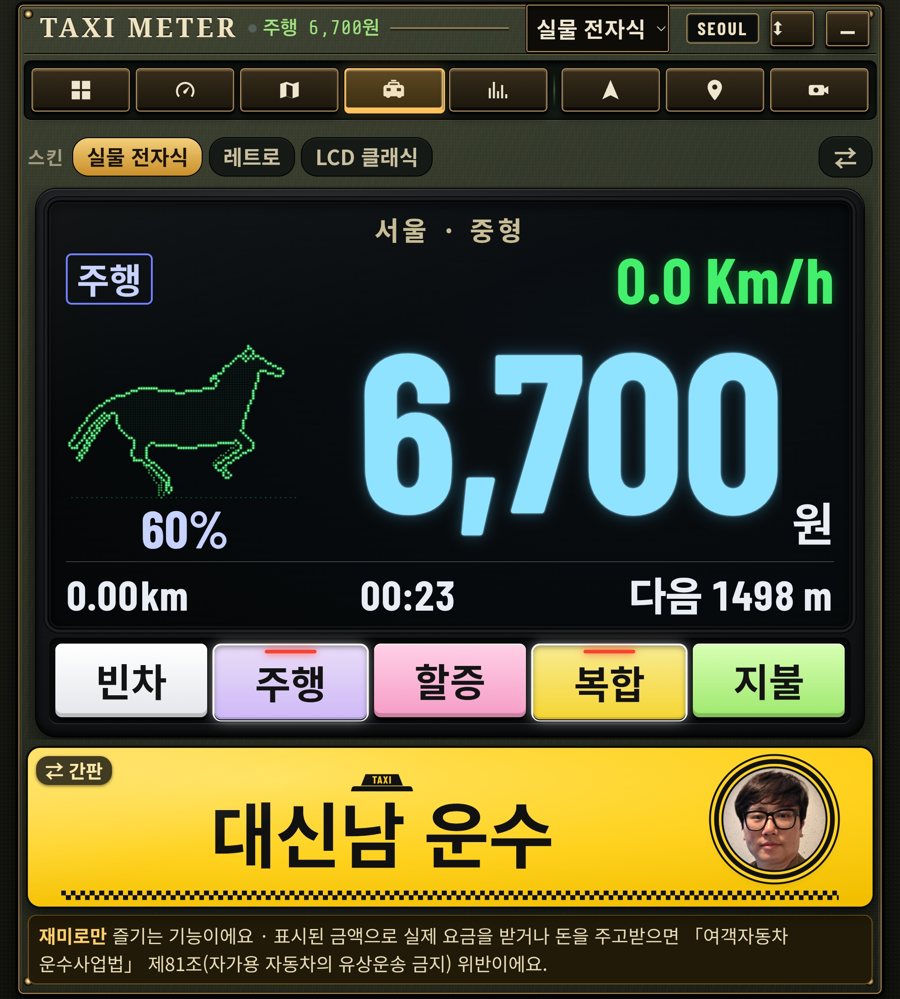 TAXI METER 주행 6,700원 실물 전자식 SEOUL
스킨 실물 전자식 레트로 LCD 클래식
서울 · 중형
주행 0.0 Km/h
6,700 원
60%
0.00km 00:23 다음 1498 m
빈차 주행 할증 복합 지불
간판
TAXI
대신남 운수
재미로만 즐기는 기능이에요 · 표시된 금액으로 실제 요금을 받거나 돈을 주고받으면 「여객자동차
운수사업법」 제81조(자가용 자동차의 유상운송 금지) 위반이에요.